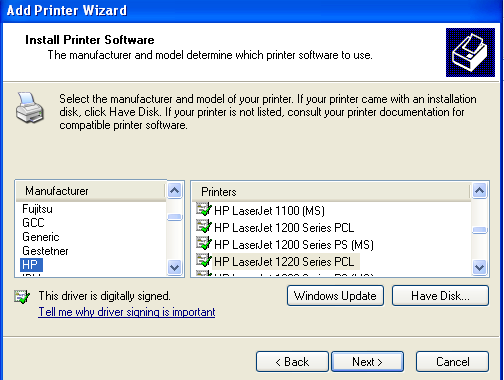 Add Printer Wizard
Install Printer Software
The manufacturer and model determine which printer software to use.
Select the manufacturer and model of your printer. If your printer came with an installation
disk, click Have Disk. If your printer is not listed, consult your printer documentation for
compatible printer software.
Manufacturer
Fujitsu
GCC
Generic
Gestetner
HP
Printers
HP LaserJet 1100 (MS)
HP LaserJet 1200 Series PCL
HP LaserJet 1200 Series PS (MS)
HP LaserJet 1220 Series PCL
This driver is digitally signed.
Tell me why driver signing is important
Windows Update
Have Disk...
< Back
Next >
Cancel